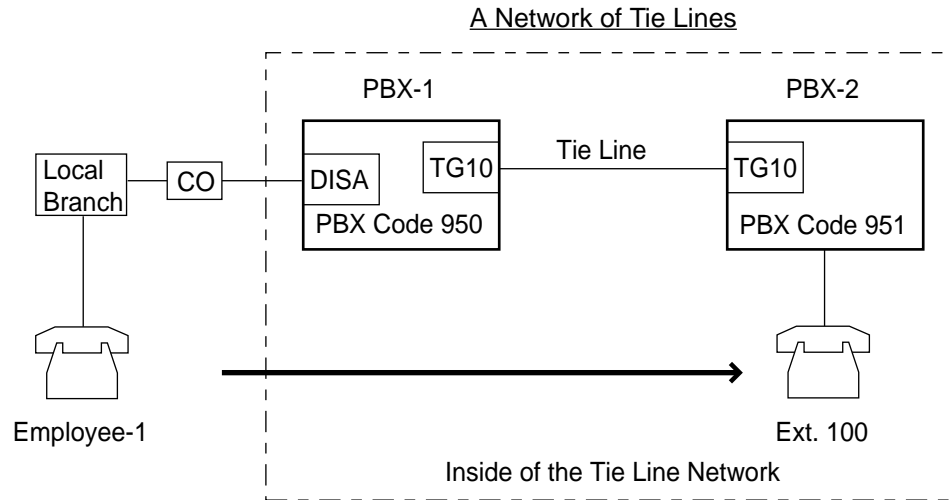 A Network of Tie Lines
PBX-1
PBX-2
Local
Branch
CO
DISA
TG10
Tie Line
TG10
PBX Code 950
PBX Code 951
Employee-1
Ext. 100
Inside of the Tie Line Network